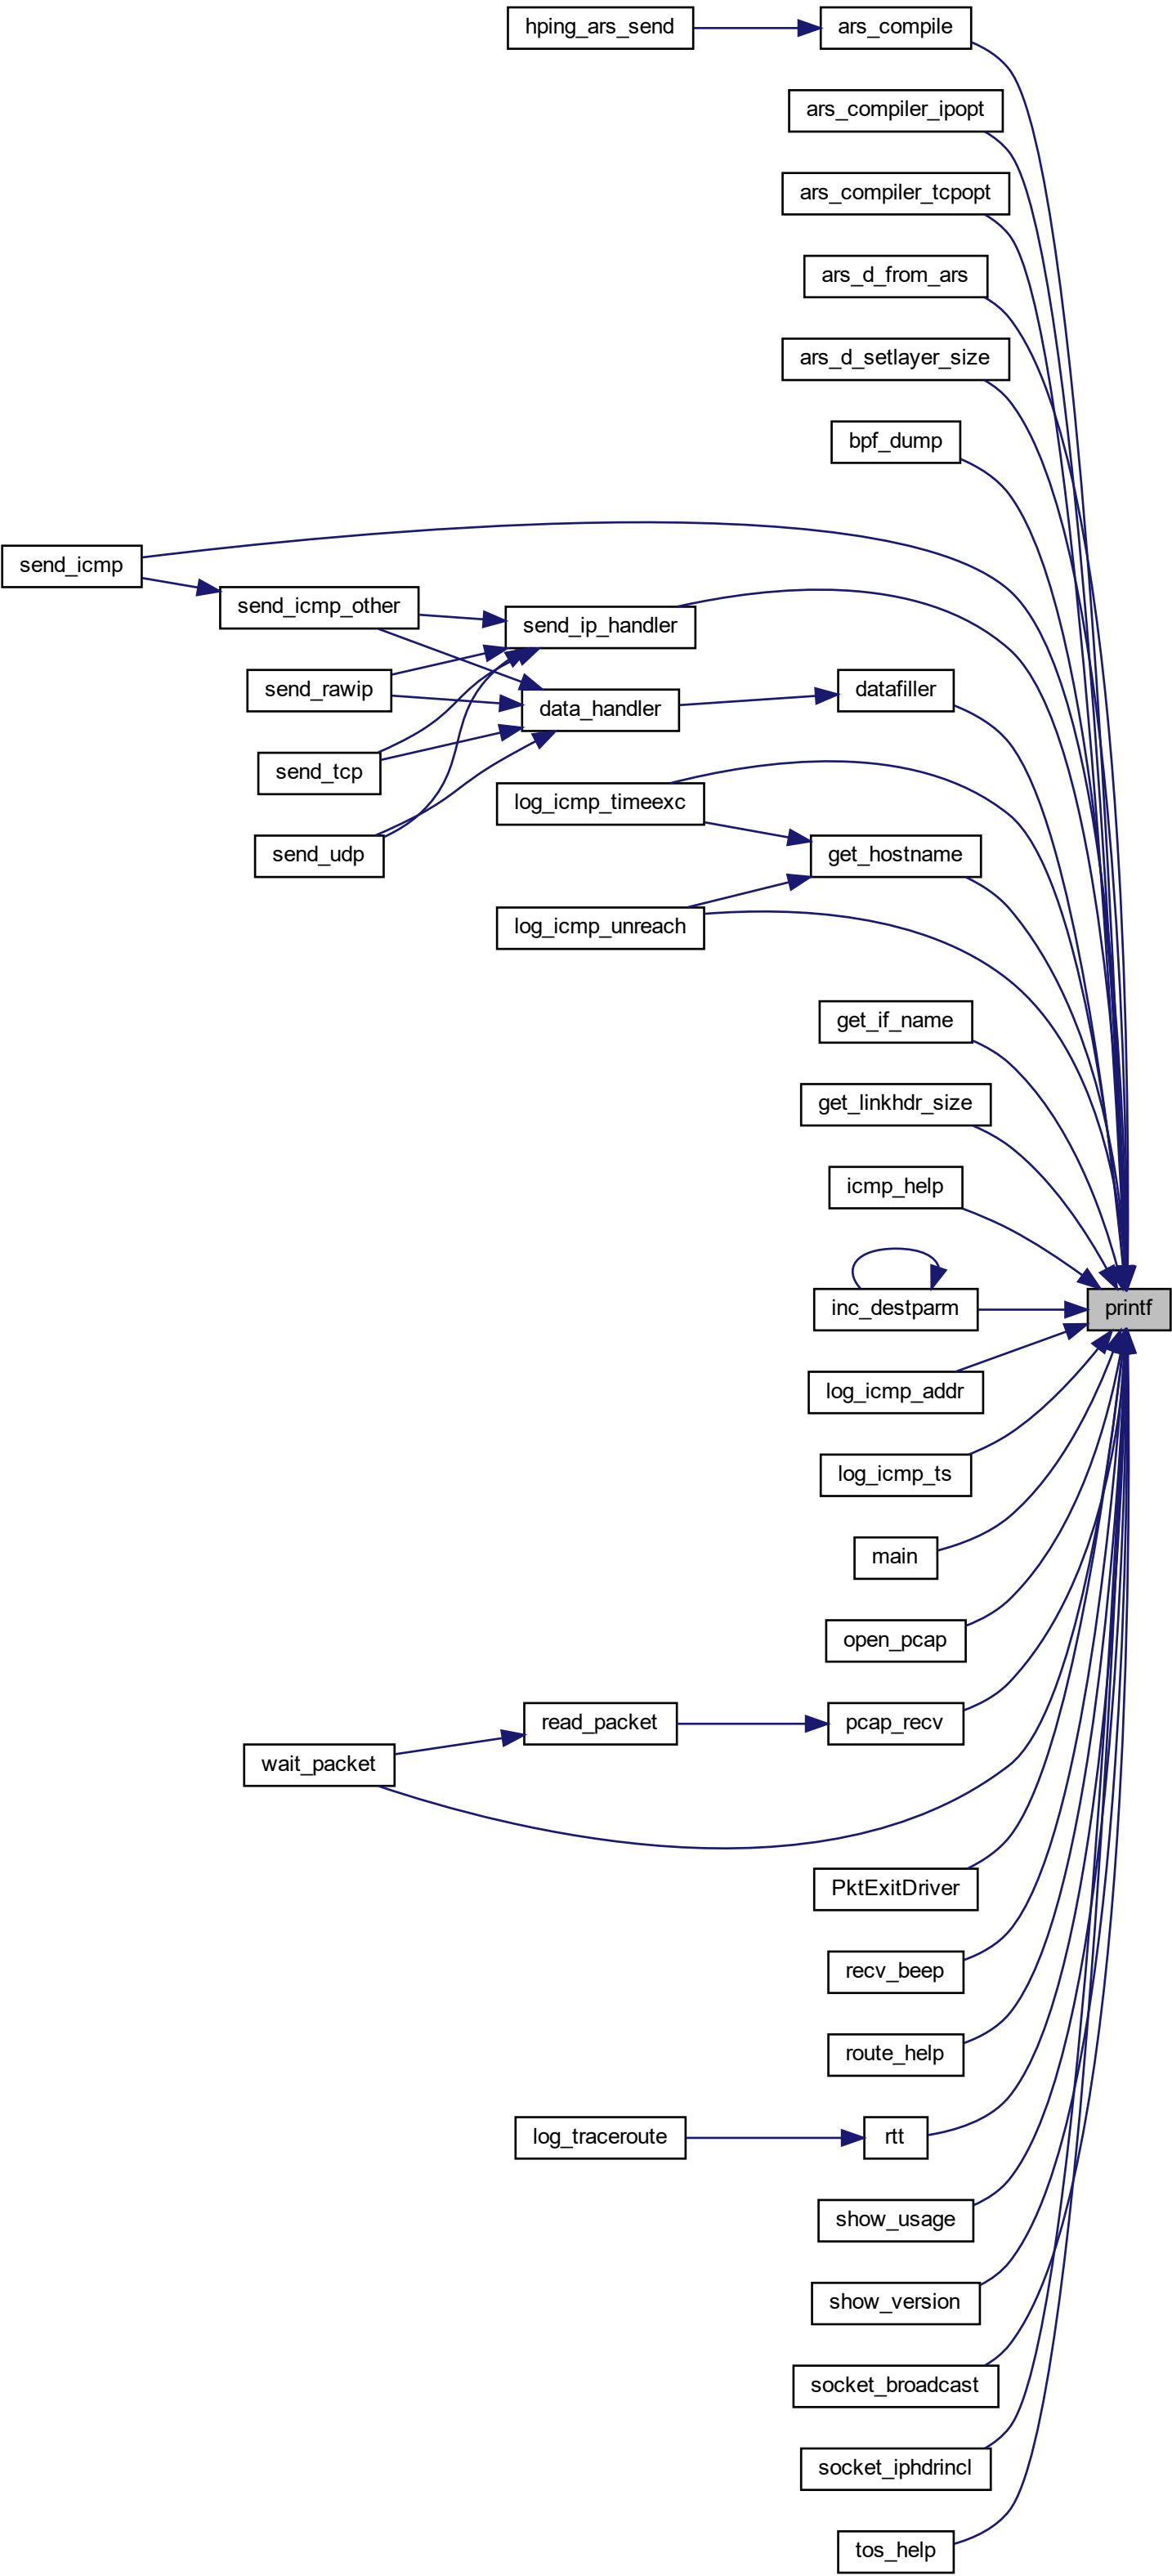 hping_ars_send
ars_compile
ars_compiler_ipopt
ars_compiler_tcpopt
ars_d_from_ars
ars_d_setlayer_size
bpf_dump
send_icmp
send_icmp_other
send_ip_handler
send_rawip
data_handler
datafiller
send_tcp
log_icmp_timeexc
send_udp
get_hostname
log_icmp_unreach
get_if_name
get_linkhdr_size
icmp_help
inc_destparm
printf
log_icmp_addr
log_icmp_ts
main
open_pcap
read_packet
pcap_recv
wait_packet
PktExitDriver
recv_beep
route_help
log_traceroute
rtt
show_usage
show_version
socket_broadcast
socket_iphdrincl
tos_help